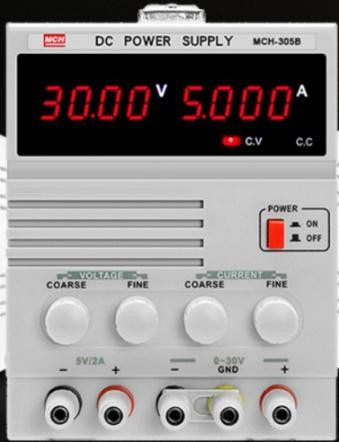 MCH DC POWER SUPPLY MCH-305B
30.00 V 5.000 A
C.V C.C
POWER
ON
OFF
VOLTAGE CURRENT
COARSE FINE COARSE FINE
5V/2A 0~30V
- + - GND +